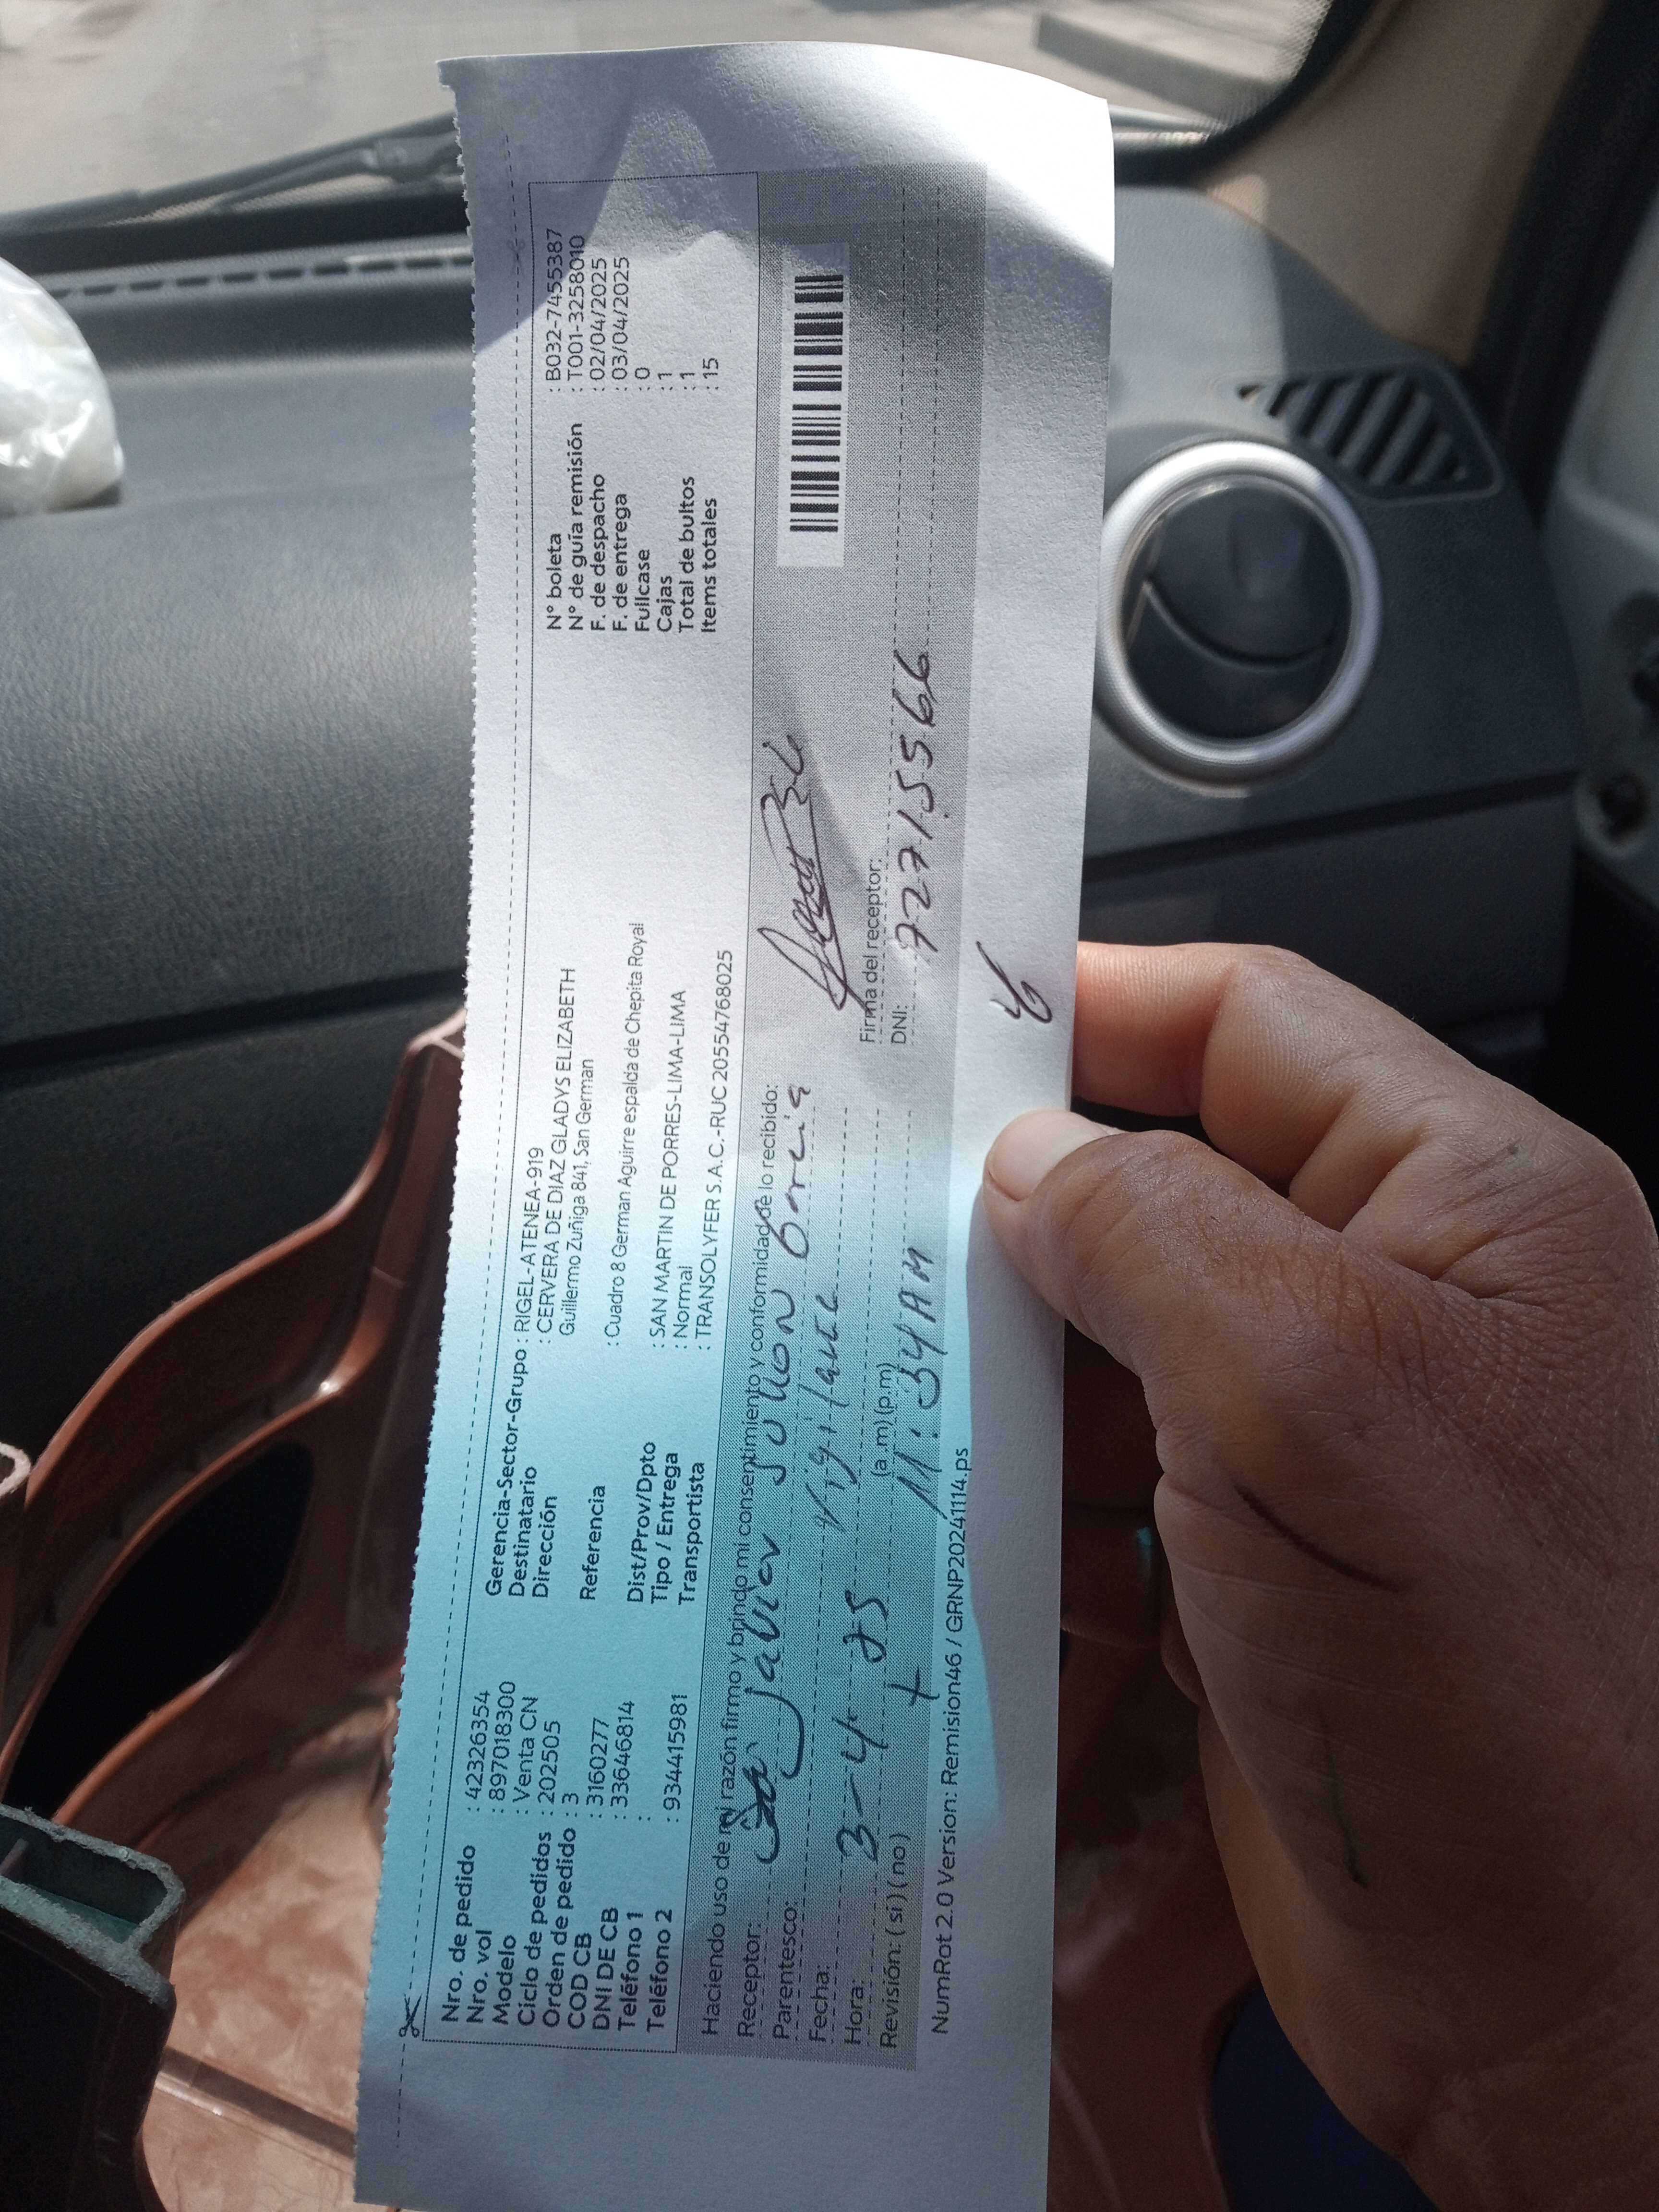 Nro. de pedido : 42326354
Nro. vol : 897018300
Modelo : Venta CN
Ciclo de pedidos : 202505
Orden de pedido : 3
COD CB : 3160277
DNI DE CB : 33646814
Teléfono 1 :
Teléfono 2 : 934415981
Gerencia-Sector-Grupo : RIGEL-ATENEA-919
Destinatario : CERVERA DE DIAZ GLADYS ELIZABETH
Dirección Guillermo Zuñiga 841, San German
Referencia : Cuadro 8 German Aguirre espalda de Chepita Royal
Dist/Prov/Dpto : SAN MARTIN DE PORRES-LIMA-LIMA
Tipo / Entrega : Normal
Transportista : TRANSOLYFER S.A.C.-RUC 20554768025
N° boleta : B032-7455387
N° de guía remisión : T001-3258010
F. de despacho : 02/04/2025
F. de entrega : 03/04/2025
Fullcase : 0
Cajas : 1
Total de bultos : 1
Items totales : 15
Haciendo uso de mi razón firmo y brindo mi consentimiento y conformidad de lo recibido:
Receptor: Javier
Parentesco: Vigilante
Fecha: 3-4-25
Hora: (a.m) (p.m) 11:34 AM
Revisión: ( si ) ( no )
Firma del receptor:
DNI: 72715566
NumRot 2.0 Version: Remision46 / GRNP20241114.ps